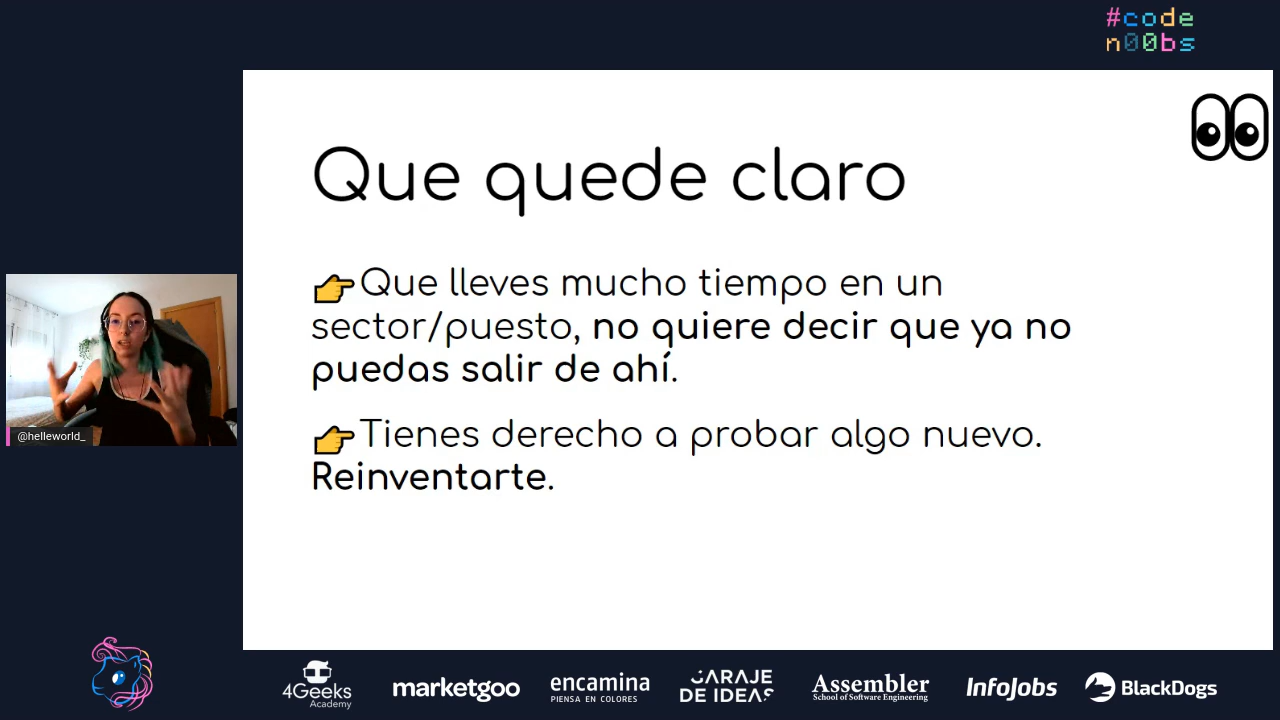 #code
n00bs
Que quede claro
👉Que lleves mucho tiempo en un
sector/puesto, no quiere decir que ya no
puedas salir de ahí.
👉Tienes derecho a probar algo nuevo.
Reinventarte.
@helleworld_
4Geeks
Academy
marketgoo
encamina
PIENSA EN COLORES
GARAJE
DE IDEAS
Assembler
School of Software Engineering
InfoJobs
BlackDogs